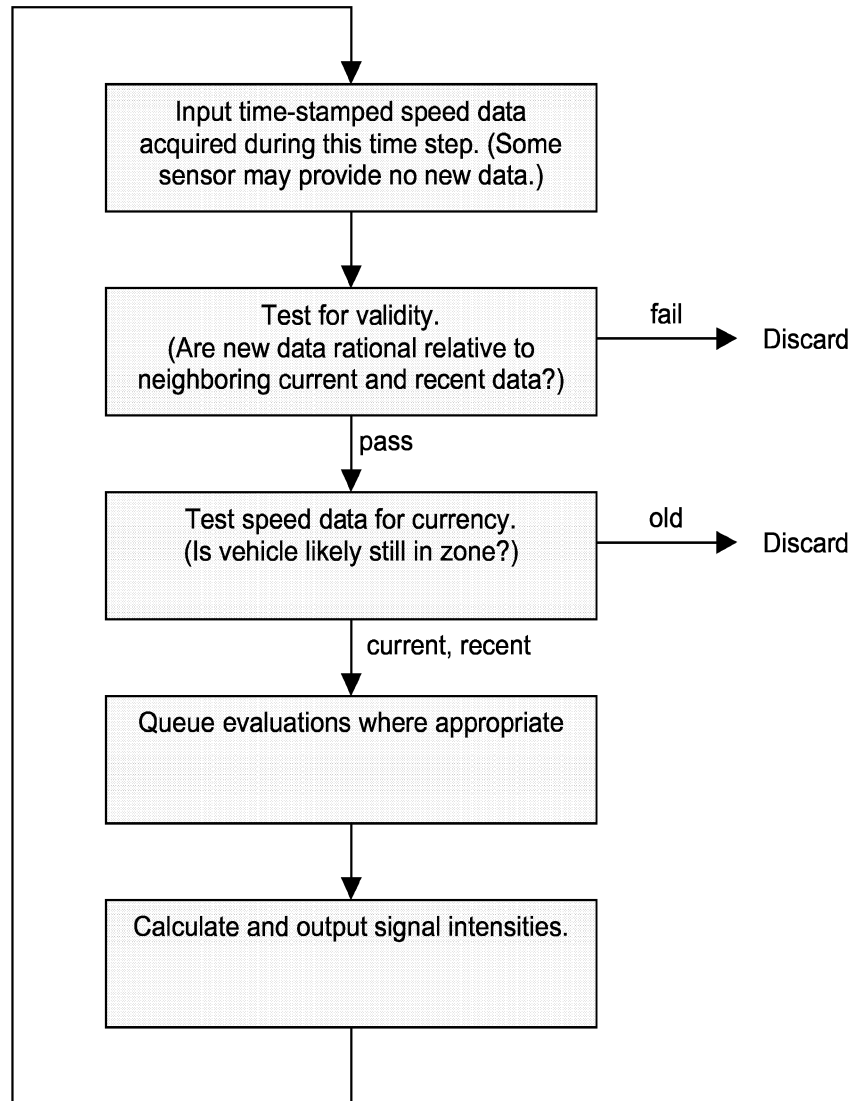 Input time-stamped speed data
acquired during this time step. (Some
sensor may provide no new data.)
Test for validity.
(Are new data rational relative to
neighboring current and recent data?)
fail
Discard
pass
Test speed data for currency.
(Is vehicle likely still in zone?)
old
Discard
current, recent
Queue evaluations where appropriate
Calculate and output signal intensities.